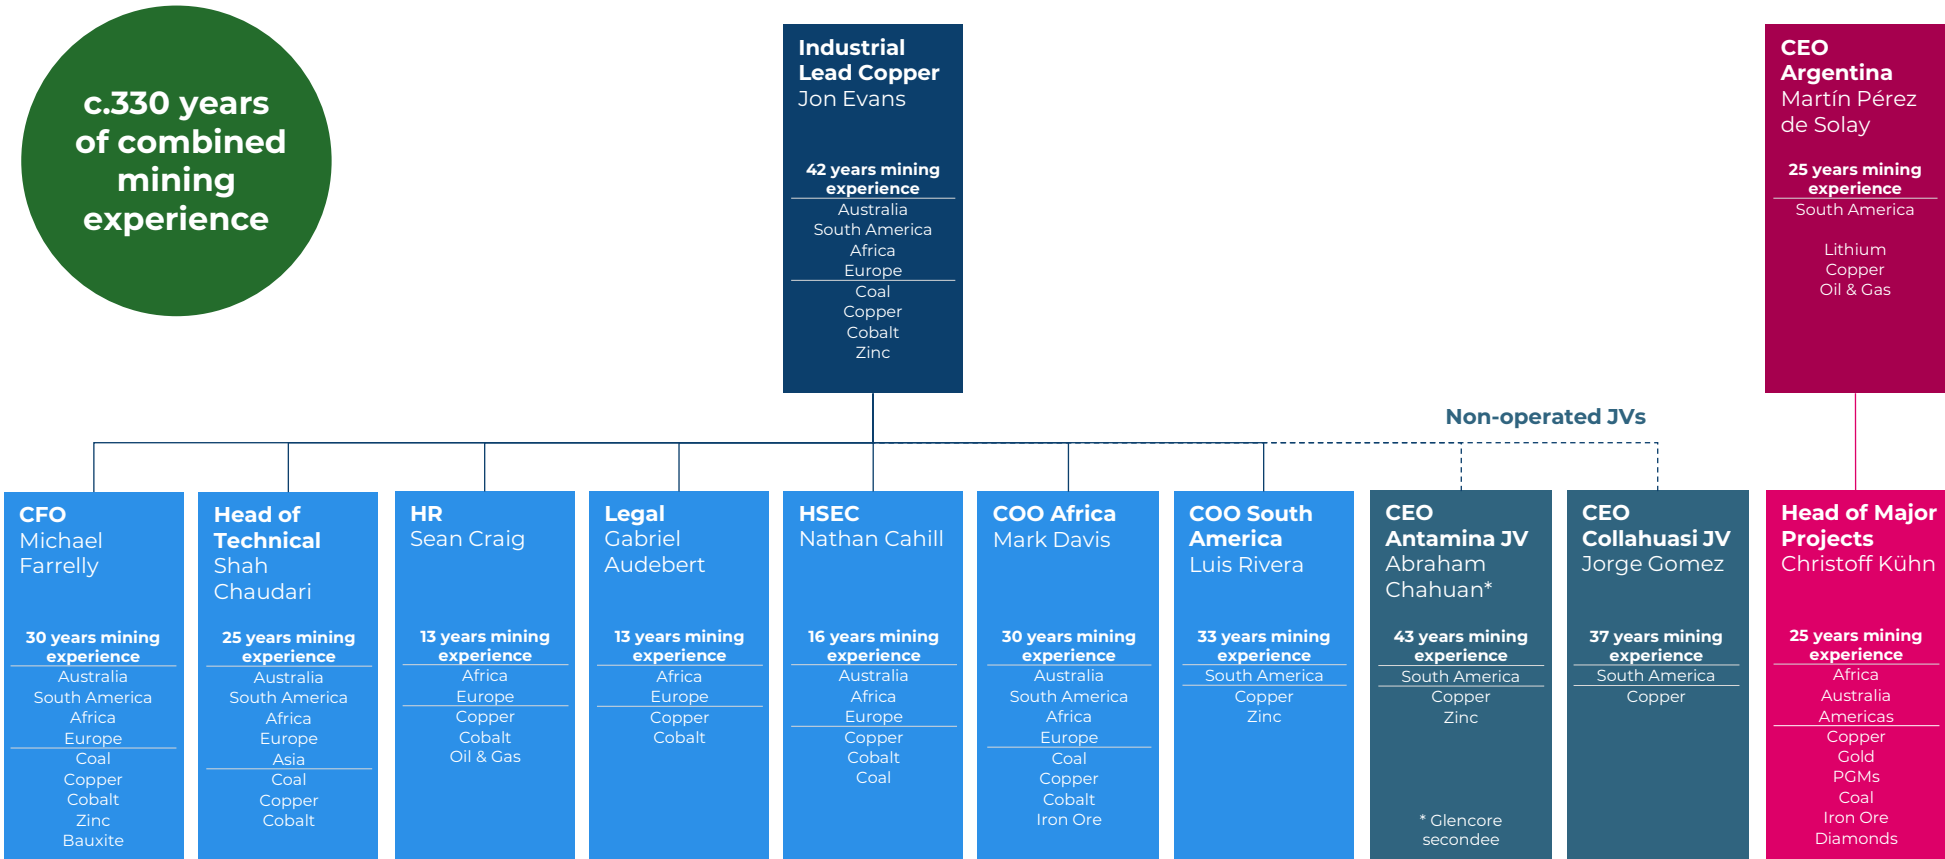 c.330 years
of combined
mining
experience
Industrial
Lead Copper
Jon Evans
42 years mining
experience
Australia
South America
Africa
Europe
Coal
Copper
Cobalt
Zinc
CEO
Argentina
Martín Pérez
de Solay
25 years mining
experience
South America
Lithium
Copper
Oil & Gas
Non-operated JVs
CFO
Michael
Farrelly
30 years mining
experience
Australia
South America
Africa
Europe
Coal
Copper
Cobalt
Zinc
Bauxite
Head of
Technical
Shah
Chaudari
25 years mining
experience
Australia
South America
Africa
Europe
Asia
Coal
Copper
Cobalt
HR
Sean Craig
13 years mining
experience
Africa
Europe
Copper
Cobalt
Oil & Gas
Legal
Gabriel
Audebert
13 years mining
experience
Africa
Europe
Copper
Cobalt
HSEC
Nathan Cahill
16 years mining
experience
Australia
Africa
Europe
Copper
Cobalt
Coal
COO Africa
Mark Davis
30 years mining
experience
Australia
South America
Africa
Europe
Coal
Copper
Cobalt
Iron Ore
COO South
America
Luis Rivera
33 years mining
experience
South America
Copper
Zinc
CEO
Antamina JV
Abraham
Chahuan*
43 years mining
experience
South America
Copper
Zinc
* Glencore
secondee
CEO
Collahuasi JV
Jorge Gomez
37 years mining
experience
South America
Copper
Head of Major
Projects
Christoff Kühn
25 years mining
experience
Africa
Australia
Americas
Copper
Gold
PGMs
Coal
Iron Ore
Diamonds